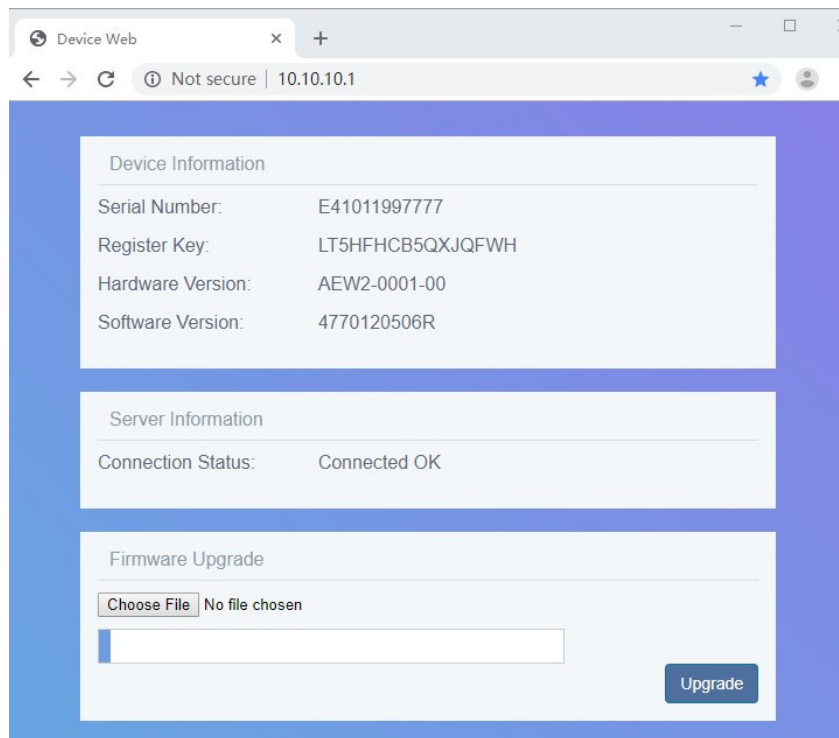 Device Web
Not secure | 10.10.10.1
Device Information
Serial Number: E41011997777
Register Key: LT5HFHCB5QXJQFWH
Hardware Version: AEW2-0001-00
Software Version: 4770120506R
Server Information
Connection Status: Connected OK
Firmware Upgrade
Choose File No file chosen
Upgrade